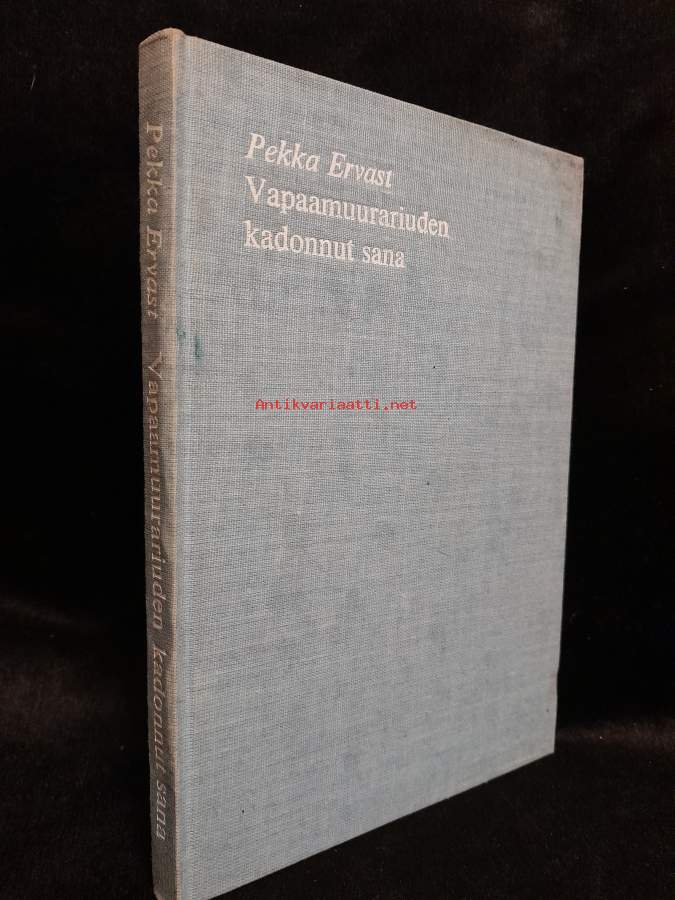 Pekka Ervast
Vapaamuurariuden
kadonnut sana
Pekka Ervast Vapaamuurariuden kadonnut sana
Antikvariaatti.net